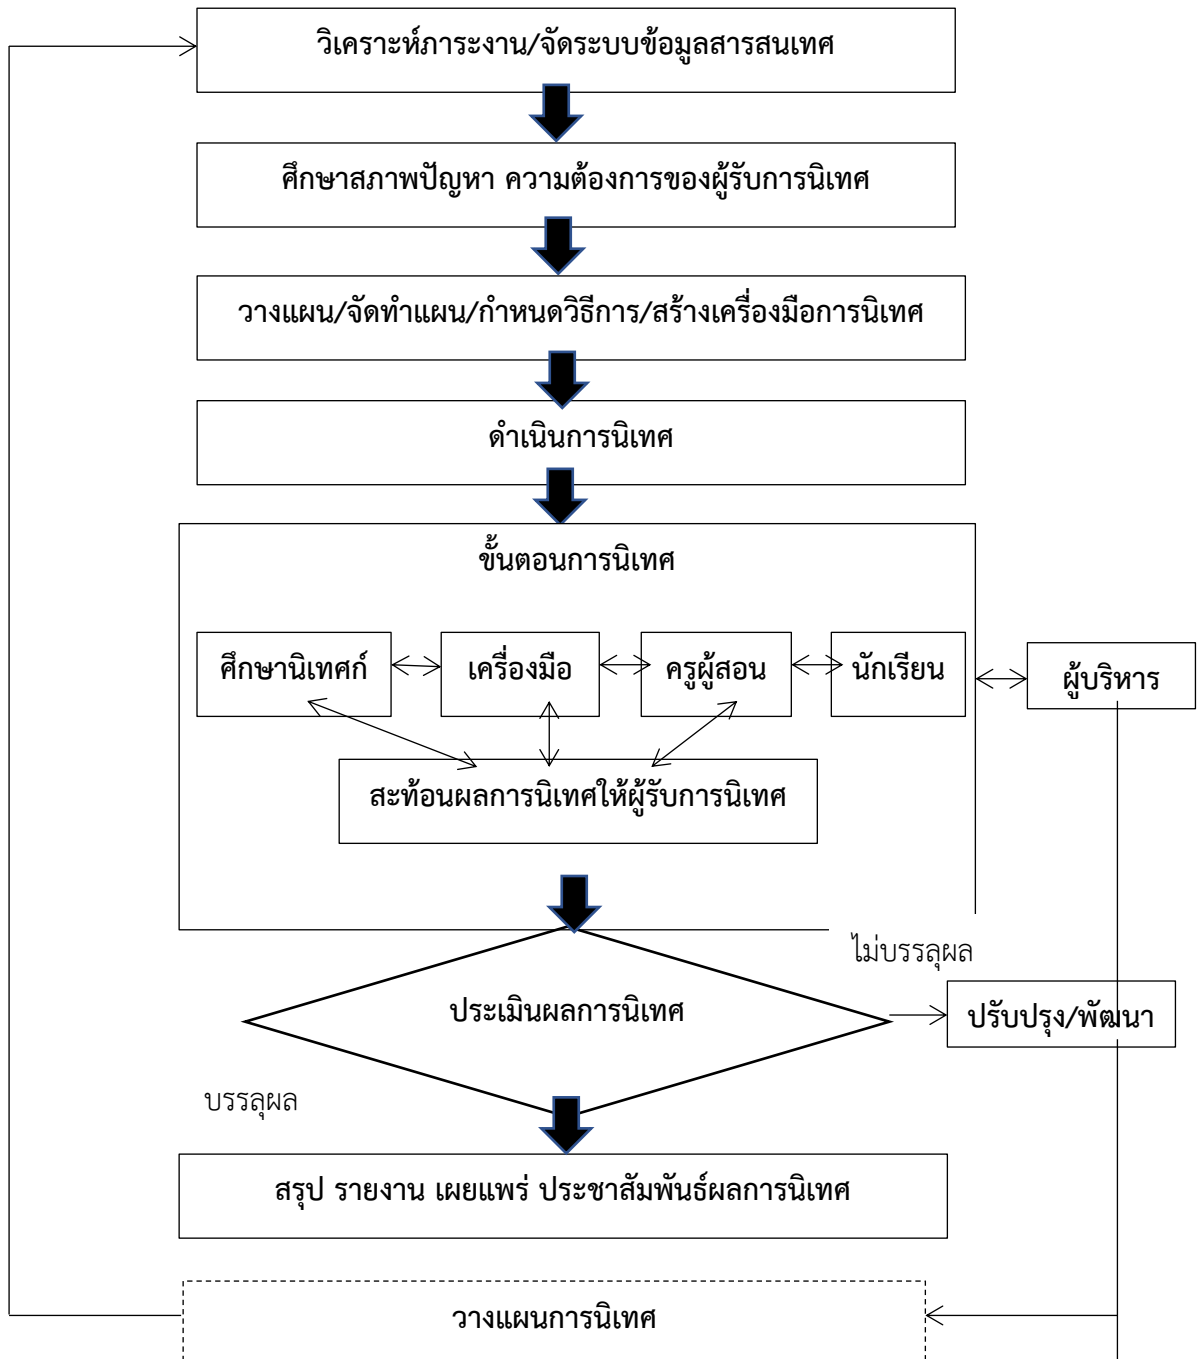 วิเคราะห์ภาระงาน/จัดระบบข้อมูลสารสนเทศ
ศึกษาสภาพปัญหา ความต้องการของผู้รับการนิเทศ
วางแผน/จัดทำแผน/กำหนดวิธีการ/สร้างเครื่องมือการนิเทศ
ดำเนินการนิเทศ
ขั้นตอนการนิเทศ
ศึกษานิเทศก์
เครื่องมือ
ครูผู้สอน
นักเรียน
ผู้บริหาร
สะท้อนผลการนิเทศให้ผู้รับการนิเทศ
ไม่บรรลุผล
ประเมินผลการนิเทศ
ปรับปรุง/พัฒนา
บรรลุผล
สรุป รายงาน เผยแพร่ ประชาสัมพันธ์ผลการนิเทศ
วางแผนการนิเทศ